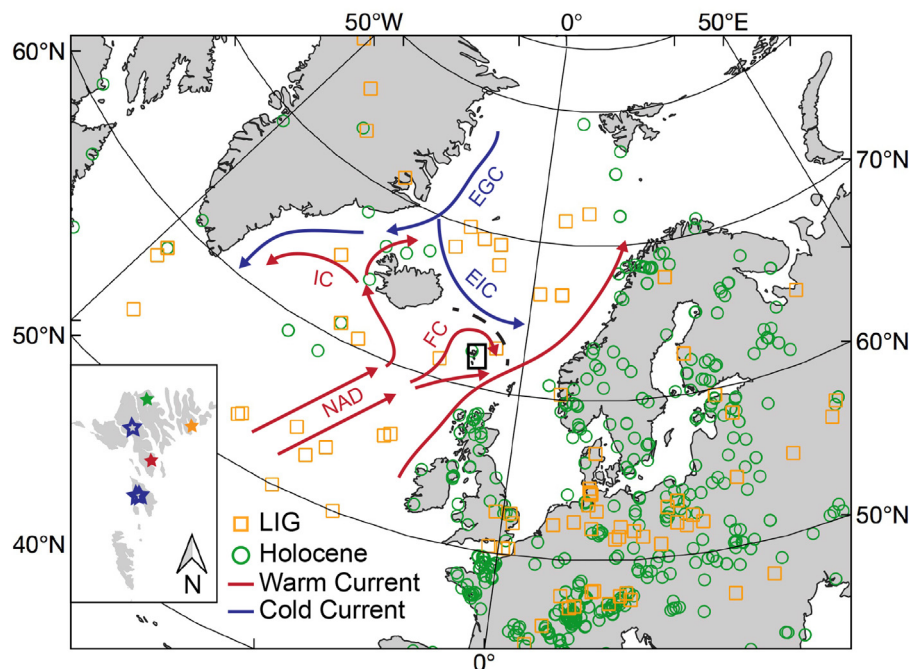 50°W 0° 50°E
60°N
70°N
EGC
IC
EIC
50°N
FC
60°N
NAD
LIG
50°N
Holocene
40°N
Warm Current
N
Cold Current
0°